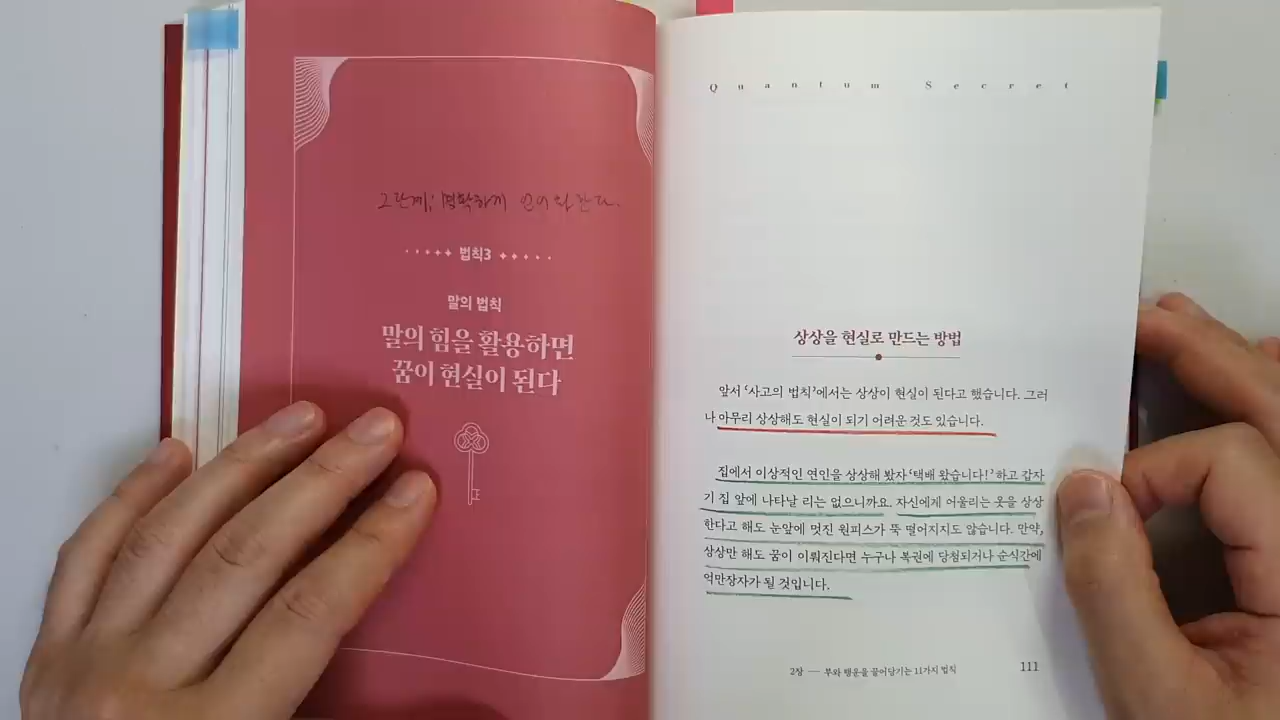 그 단계; 명확하게 언어화 한다.
법칙3
말의 법칙
말의 힘을 활용하면
꿈이 현실이 된다
Quantum Secret
상상을 현실로 만드는 방법
앞서 ‘사고의 법칙’에서는 상상이 현실이 된다고 했습니다. 그러
나 아무리 상상해도 현실이 되기 어려운 것도 있습니다.
집에서 이상적인 연인을 상상해 봤자 ‘택배 왔습니다!’ 하고 갑자
기 집 앞에 나타날 리는 없으니까요. 자신에게 어울리는 옷을 상상
한다고 해도 눈앞에 멋진 원피스가 뚝 떨어지지도 않습니다. 만약,
상상만 해도 꿈이 이뤄진다면 누구나 복권에 당첨되거나 순식간에
억만장자가 될 것입니다.
2장 — 부와 행운을 끌어당기는 11가지 법칙
111